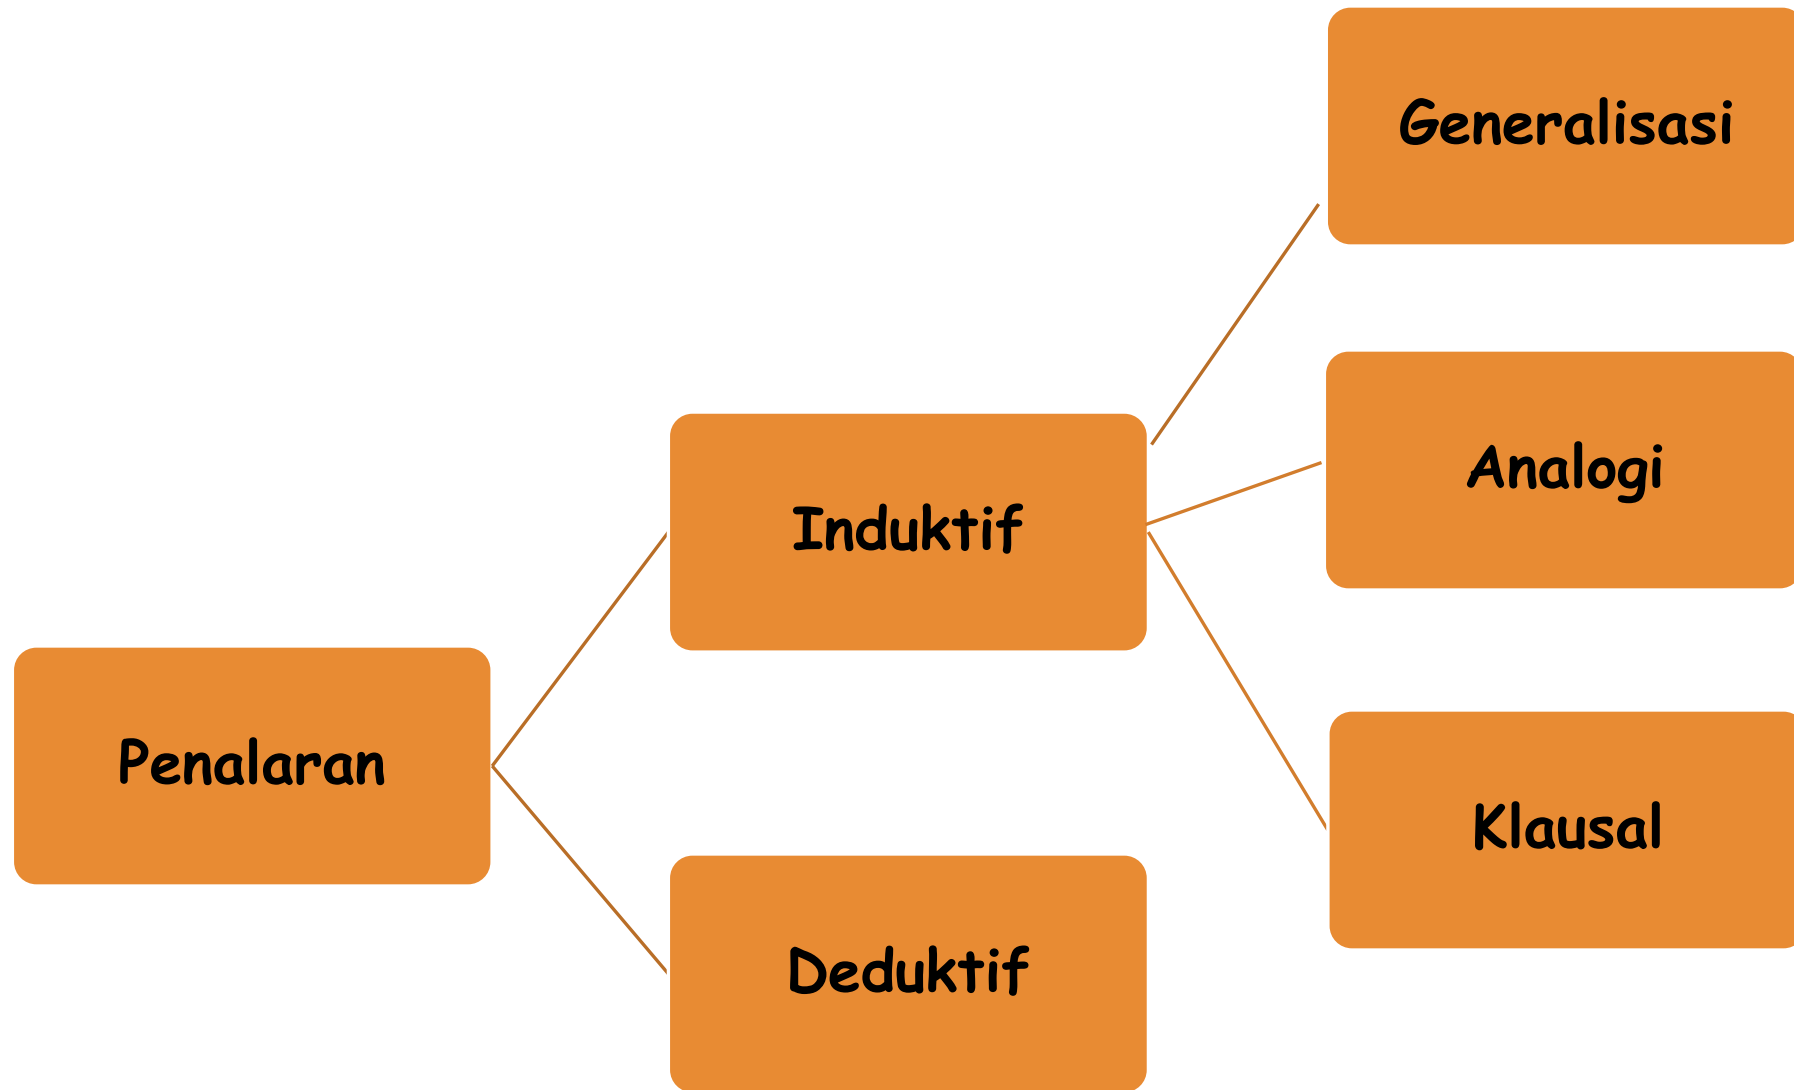 Generalisasi
Analogi
Induktif
Penalaran
Klausal
Deduktif